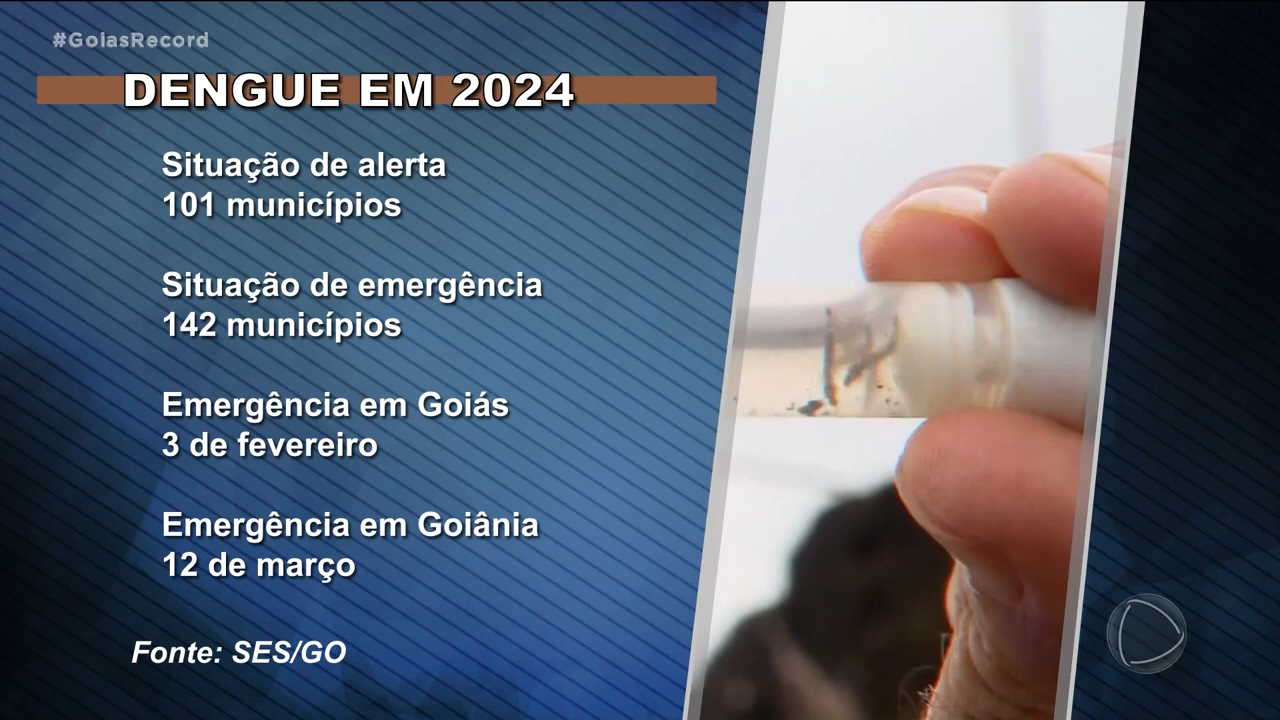 #GoiasRecord
DENGUE EM 2024
Situação de alerta
101 municípios
Situação de emergência
142 municípios
Emergência em Goiás
3 de fevereiro
Emergência em Goiânia
12 de março
Fonte: SES/GO